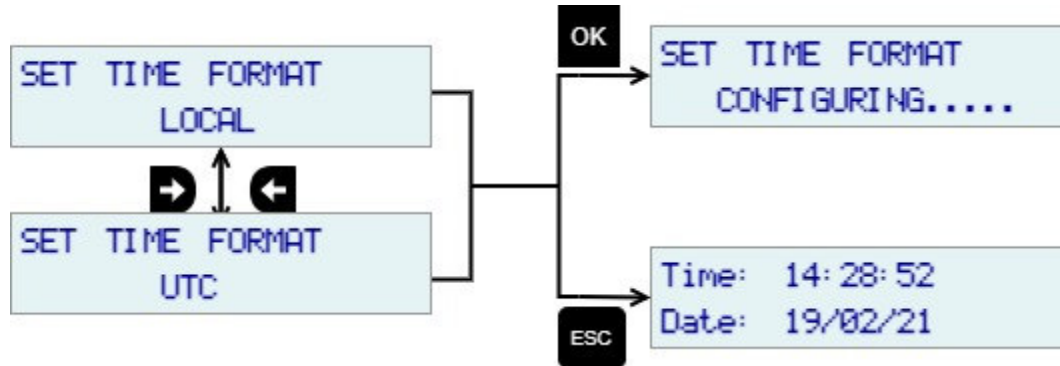 SET TIME FORMAT
LOCAL
SET TIME FORMAT
UTC
OK
SET TIME FORMAT
CONFIGURING.....
Time: 14:28:52
Date: 19/02/21
ESC